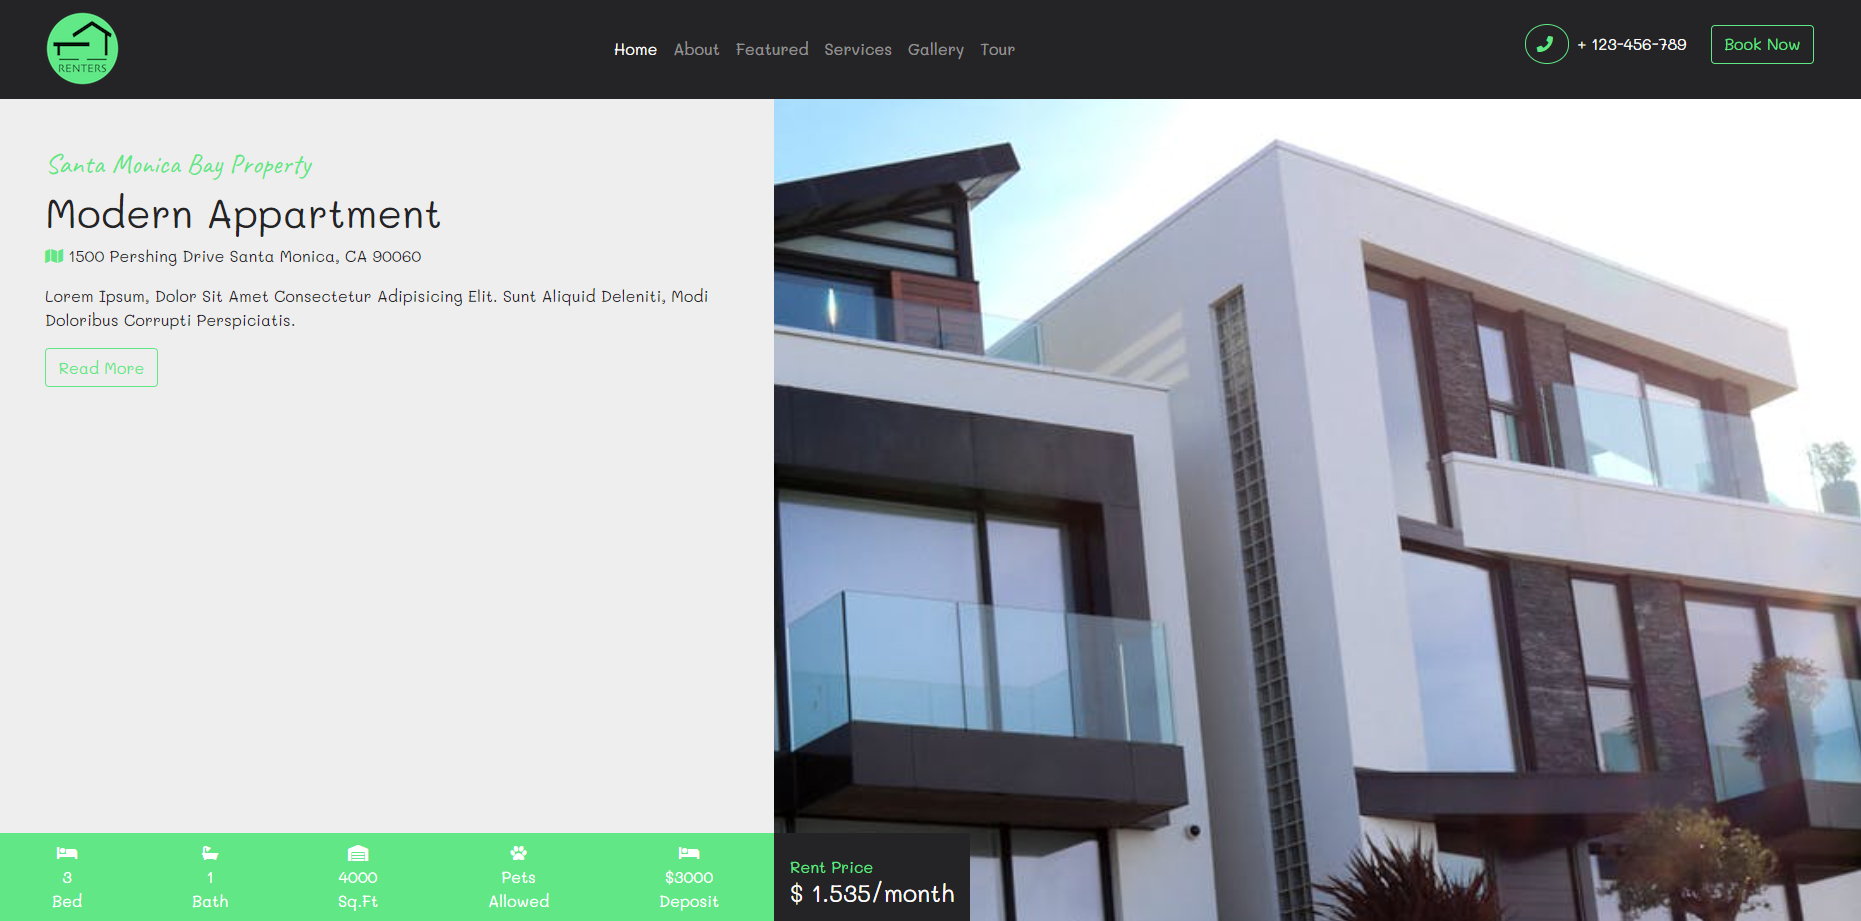 RENTERS
Home About Featured Services Gallery Tour
+ 123-456-789
Book Now
Santa Monica Bay Property
Modern Appartment
1500 Pershing Drive Santa Monica, CA 90060
Lorem Ipsum, Dolor Sit Amet Consectetur Adipisicing Elit. Sunt Aliquid Deleniti, Modi
Doloribus Corrupti Perspiciatis.
Read More
3
Bed
1
Bath
4000
Sq.Ft
Pets
Allowed
$3000
Deposit
Rent Price
$ 1.535/month